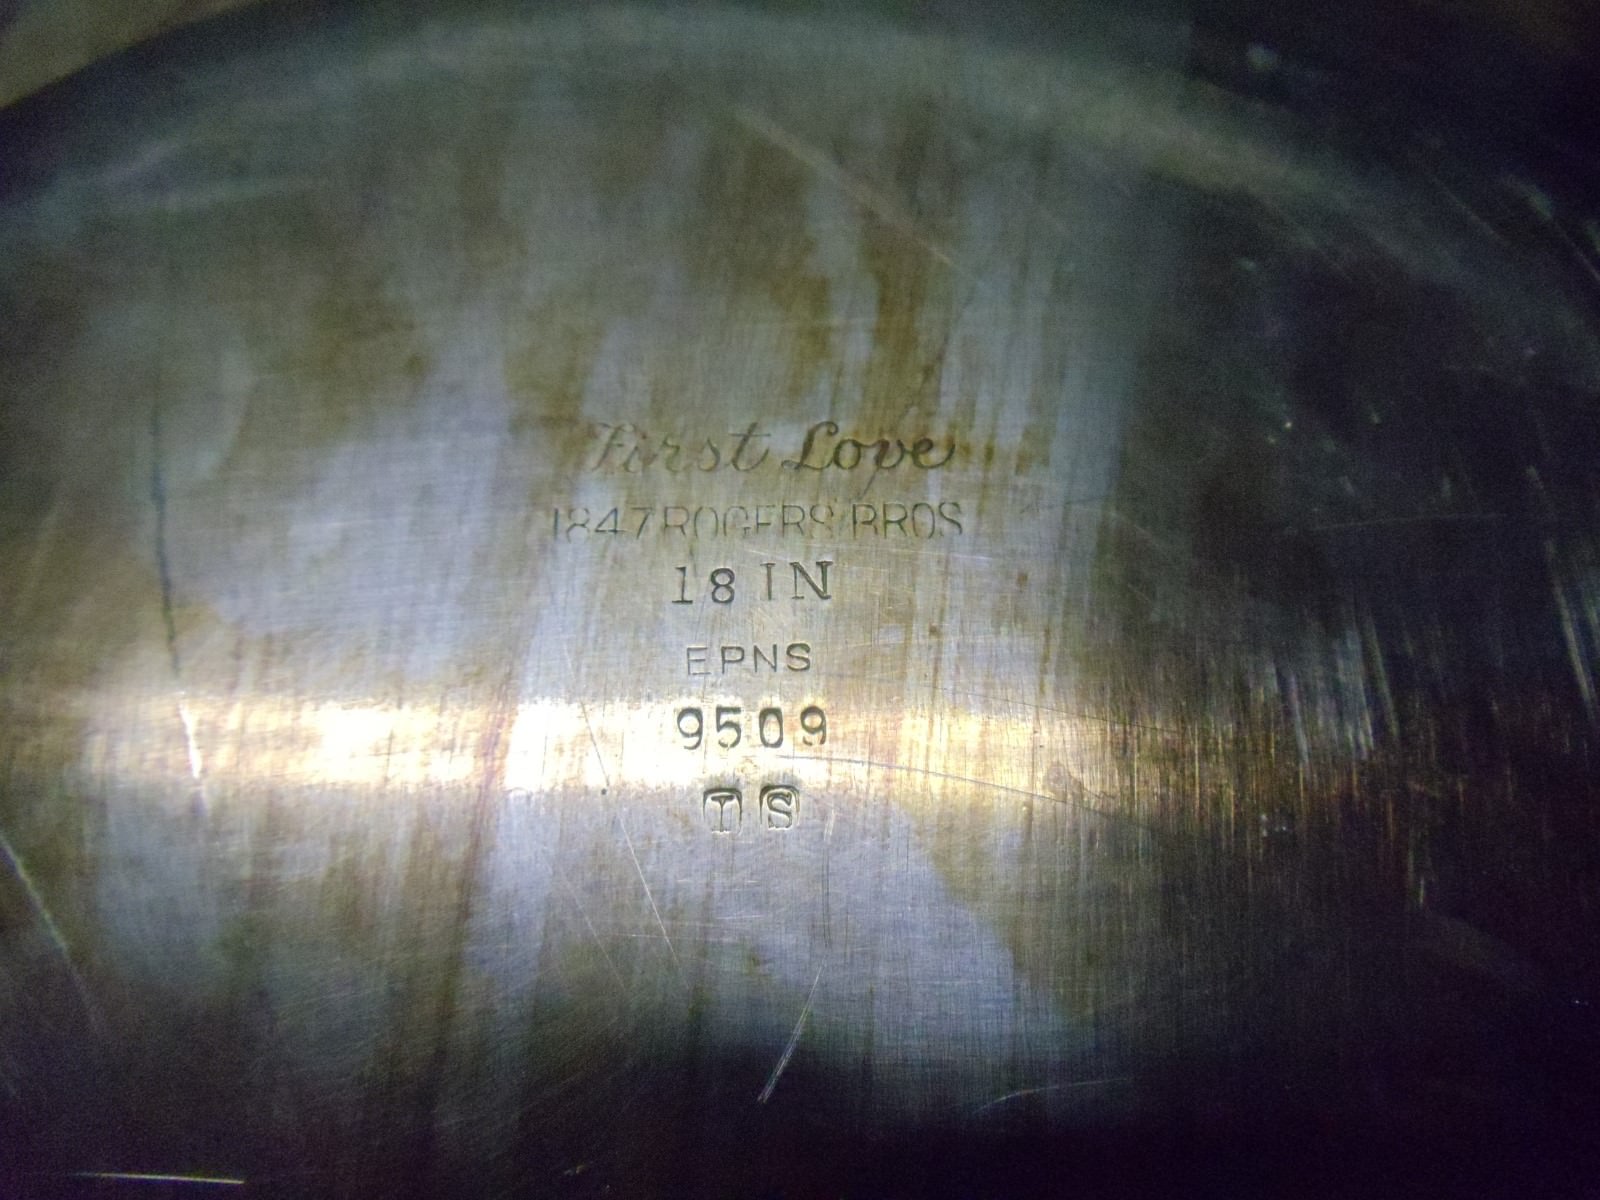 First Love
1847 ROGERS BROS
18 IN
EPNS
9509
I S